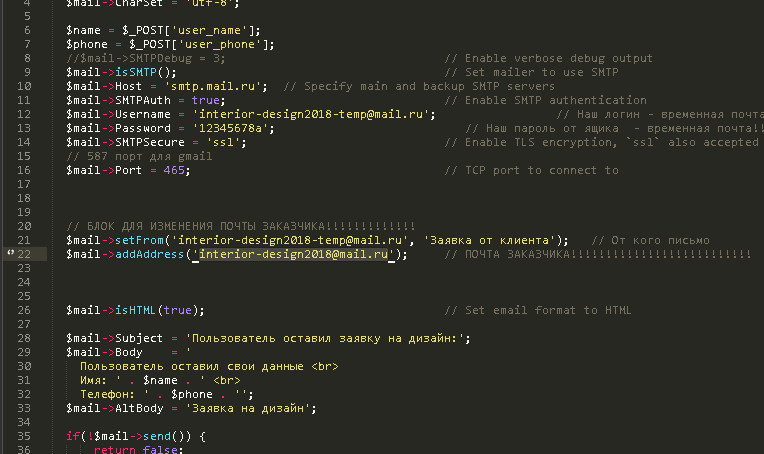 4 $mail->CharSet = 'utf-8';
5
6 $name = $_POST['user_name'];
7 $phone = $_POST['user_phone'];
8 //$mail->SMTPDebug = 3; // Enable verbose debug output
9 $mail->isSMTP(); // Set mailer to use SMTP
10 $mail->Host = 'smtp.mail.ru'; // Specify main and backup SMTP servers
11 $mail->SMTPAuth = true; // Enable SMTP authentication
12 $mail->Username = 'interior-design2018-temp@mail.ru'; // Наш логин - временная почта
13 $mail->Password = '12345678a'; // Наш пароль от ящика - временная почта!!
14 $mail->SMTPSecure = 'ssl'; // Enable TLS encryption, `ssl` also accepted
15 // 587 порт для gmail
16 $mail->Port = 465; // TCP port to connect to
17
18
19
20 // БЛОК ДЛЯ ИЗМЕНЕНИЯ ПОЧТЫ ЗАКАЗЧИКА!!!!!!!!!!!!!
21 $mail->setFrom('interior-design2018-temp@mail.ru', 'Заявка от клиента'); // От кого письмо
22 $mail->addAddress('interior-design2018@mail.ru'); // ПОЧТА ЗАКАЗЧИКА!!!!!!!!!!!!!!!!!!!!!!!!!!
23
24
25
26 $mail->isHTML(true); // Set email format to HTML
27
28 $mail->Subject = 'Пользователь оставил заявку на дизайн:';
29 $mail->Body = '
30 Пользователь оставил свои данные <br>
31 Имя: ' . $name . ' <br>
32 Телефон: ' . $phone . '';
33 $mail->AltBody = 'Заявка на дизайн';
34
35 if(!$mail->send()) {
36 return false;